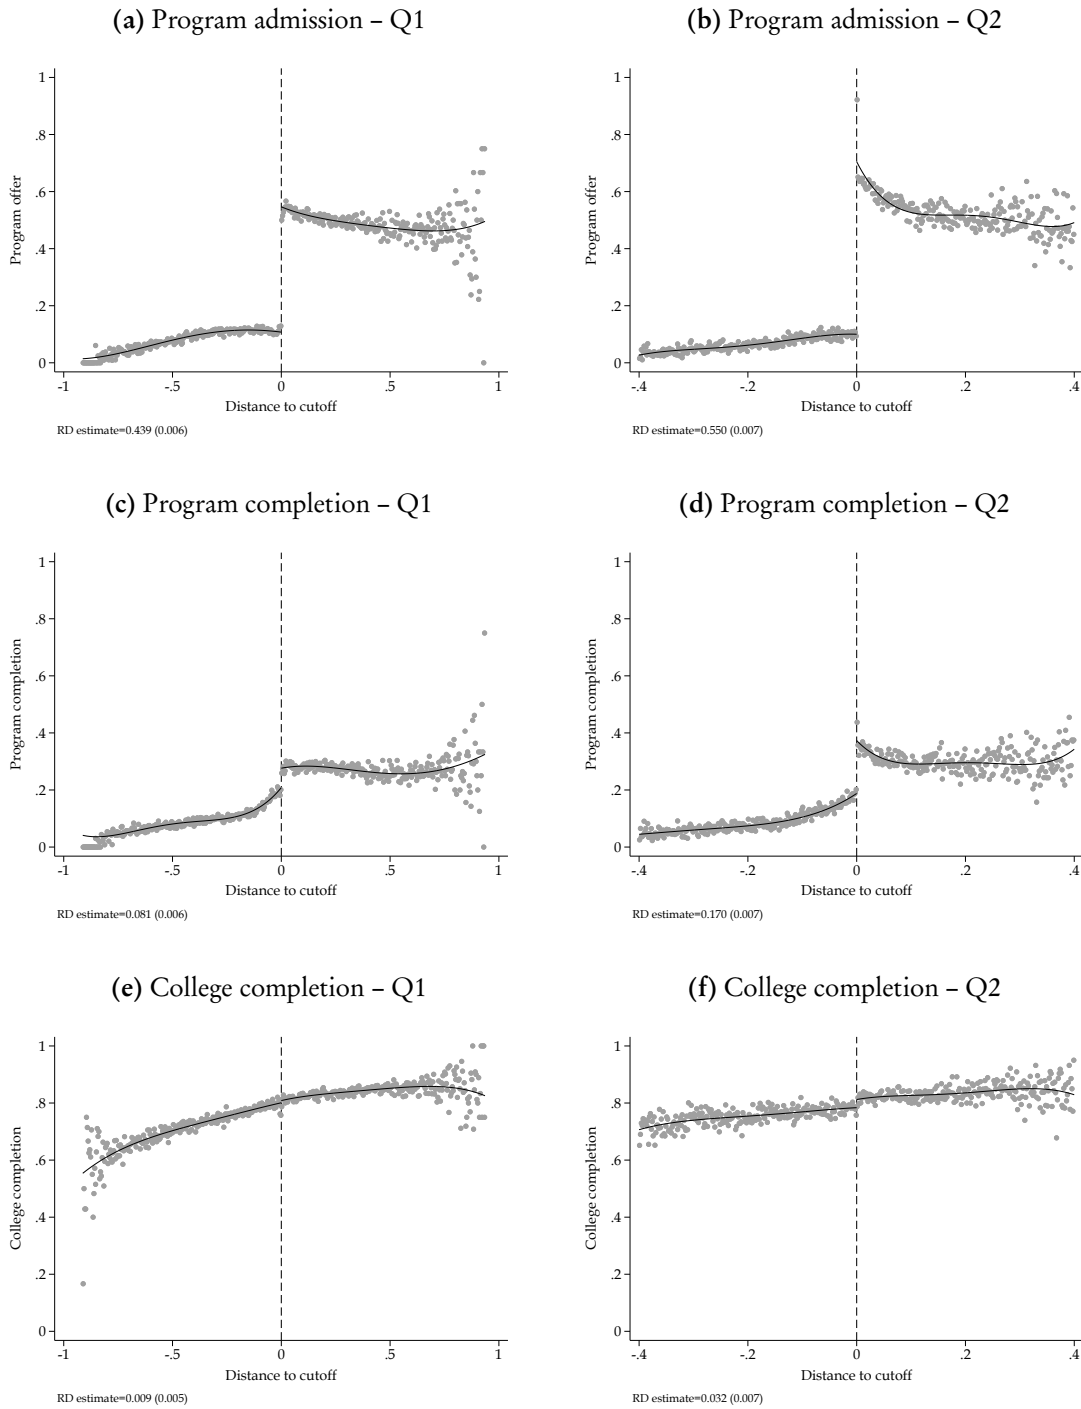 (a) Program admission – Q1
Program offer
1
.8
.6
.4
.2
0
-1 -.5 0 .5 1
Distance to cutoff
RD estimate=0.439 (0.006)
(b) Program admission – Q2
Program offer
1
.8
.6
.4
.2
0
-.4 -.2 0 .2 .4
Distance to cutoff
RD estimate=0.550 (0.007)
(c) Program completion – Q1
Program completion
1
.8
.6
.4
.2
0
-1 -.5 0 .5 1
Distance to cutoff
RD estimate=0.081 (0.006)
(d) Program completion – Q2
Program completion
1
.8
.6
.4
.2
0
-.4 -.2 0 .2 .4
Distance to cutoff
RD estimate=0.170 (0.007)
(e) College completion – Q1
College completion
1
.8
.6
.4
.2
0
-1 -.5 0 .5 1
Distance to cutoff
RD estimate=0.009 (0.005)
(f) College completion – Q2
College completion
1
.8
.6
.4
.2
0
-.4 -.2 0 .2 .4
Distance to cutoff
RD estimate=0.032 (0.007)